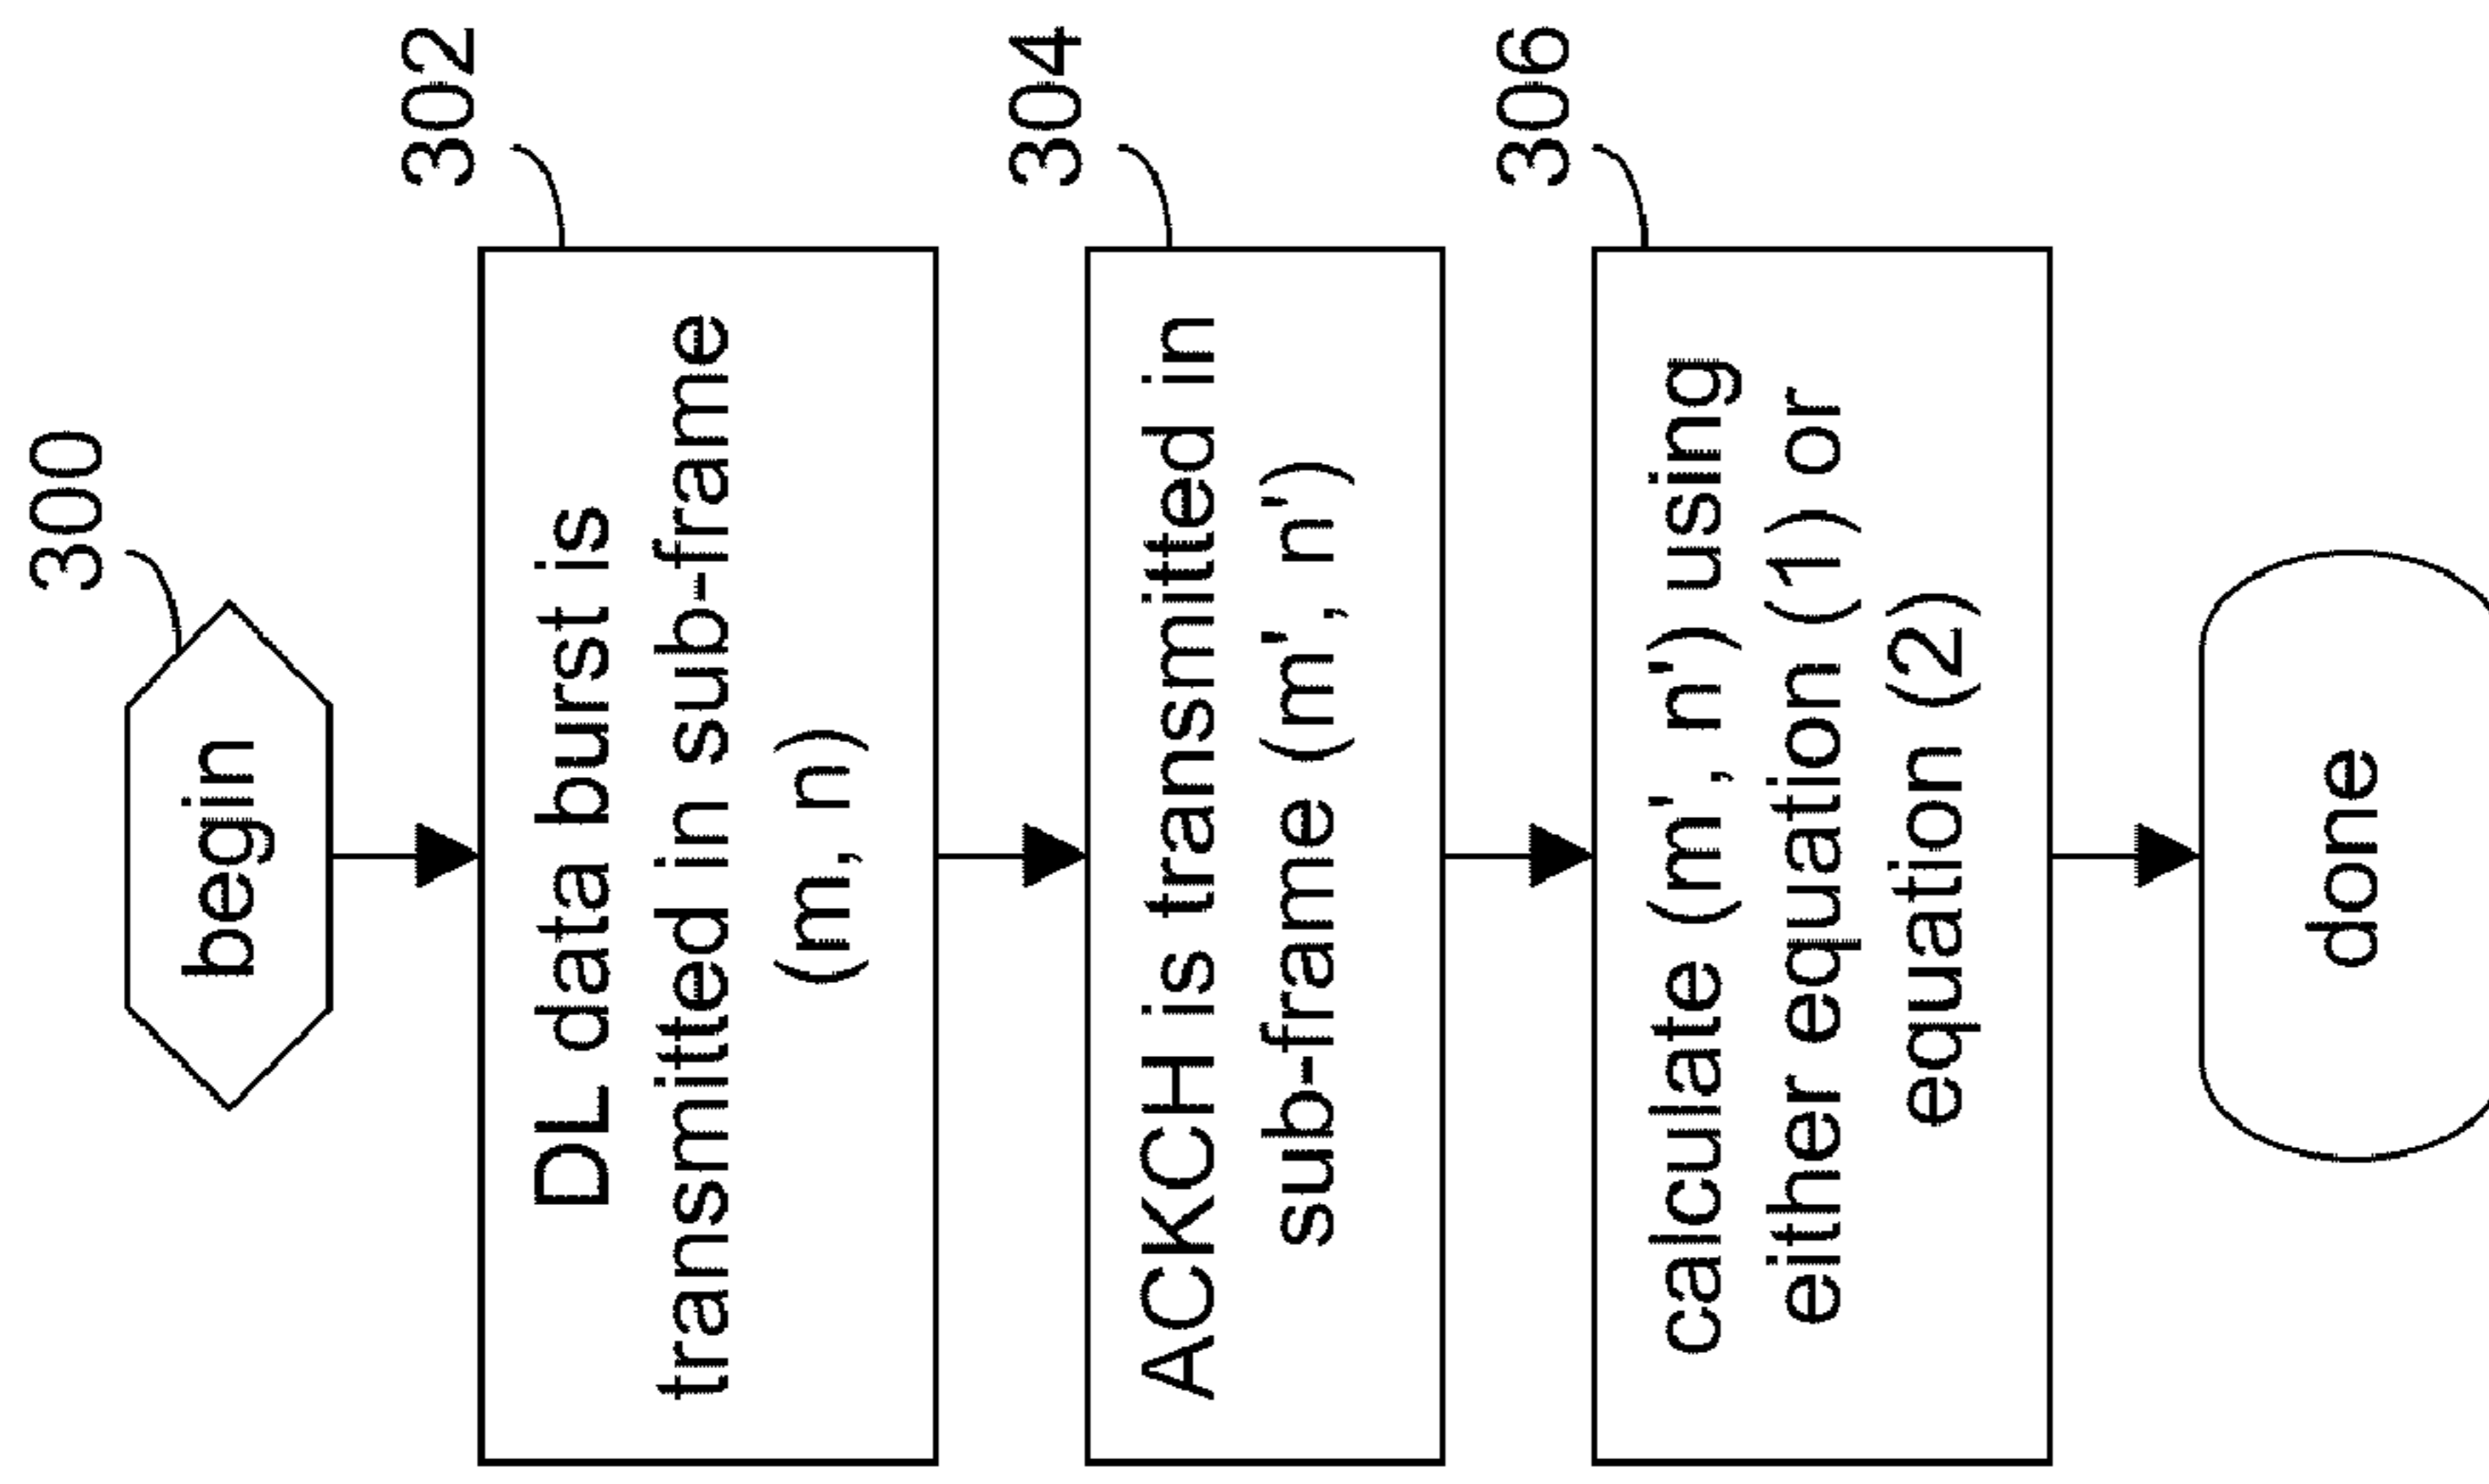 300
begin
302
DL data burst is
transmitted in sub-frame
(m, n)
304
ACKCH is transmitted in
sub-frame (m', n')
306
calculate (m', n') using
either equation (1) or
equation (2)
done